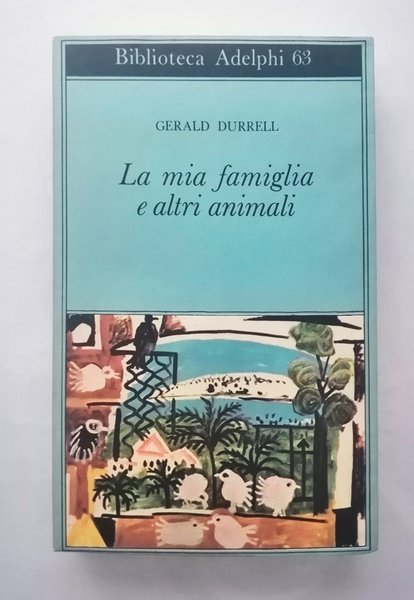 Biblioteca Adelphi 63
GERALD DURRELL
La mia famiglia
e altri animali